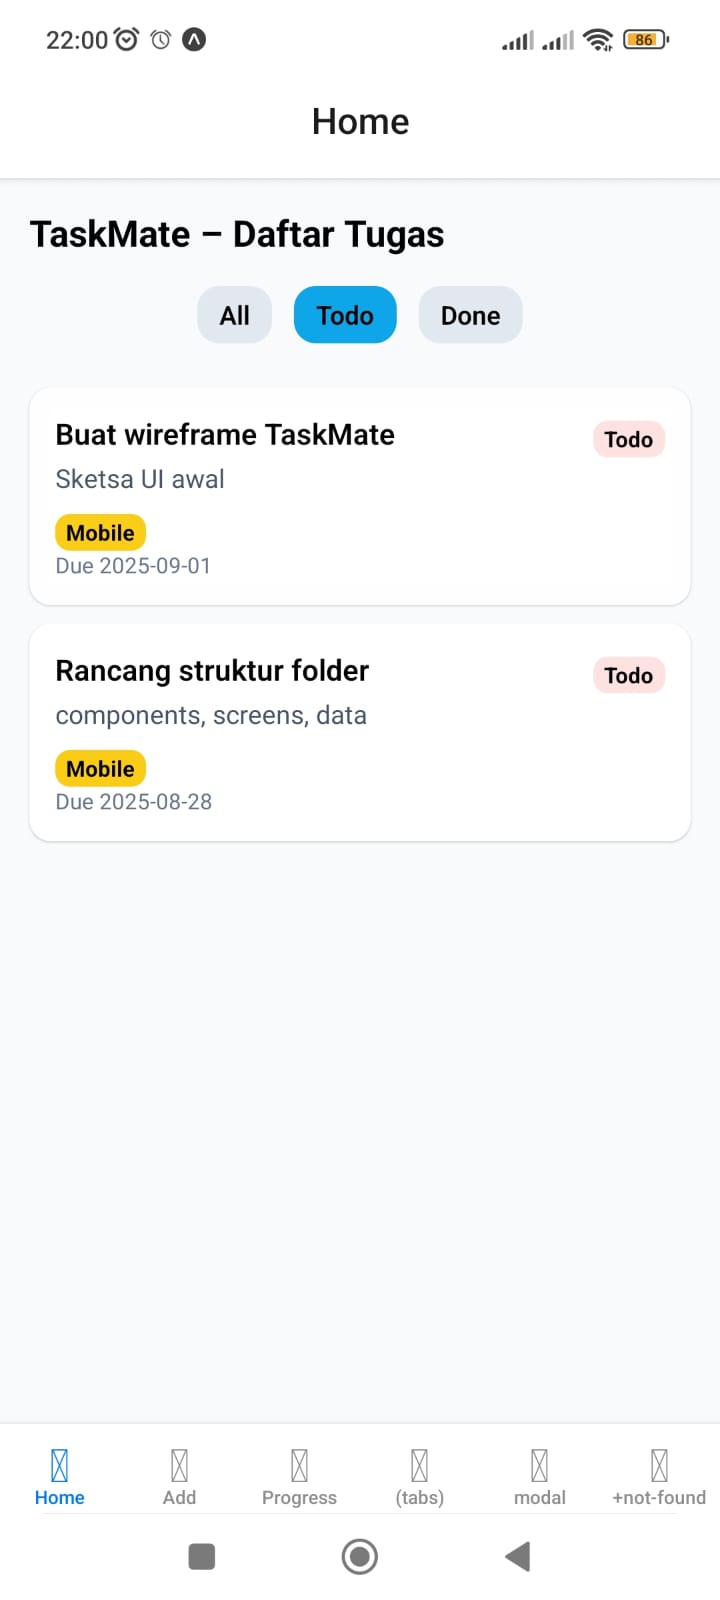 22:00
86
Home
TaskMate – Daftar Tugas
All Todo Done
Buat wireframe TaskMate
Todo
Sketsa UI awal
Mobile
Due 2025-09-01
Rancang struktur folder
Todo
components, screens, data
Mobile
Due 2025-08-28
Home Add Progress (tabs) modal +not-found